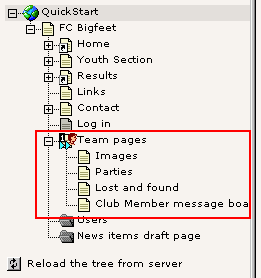 QuickStart
FC Bigfeet
Home
Youth Section
Results
Links
Contact
Log in
Team pages
Images
Parties
Lost and found
Club Member message boa
Users
News items draft page
Reload the tree from server